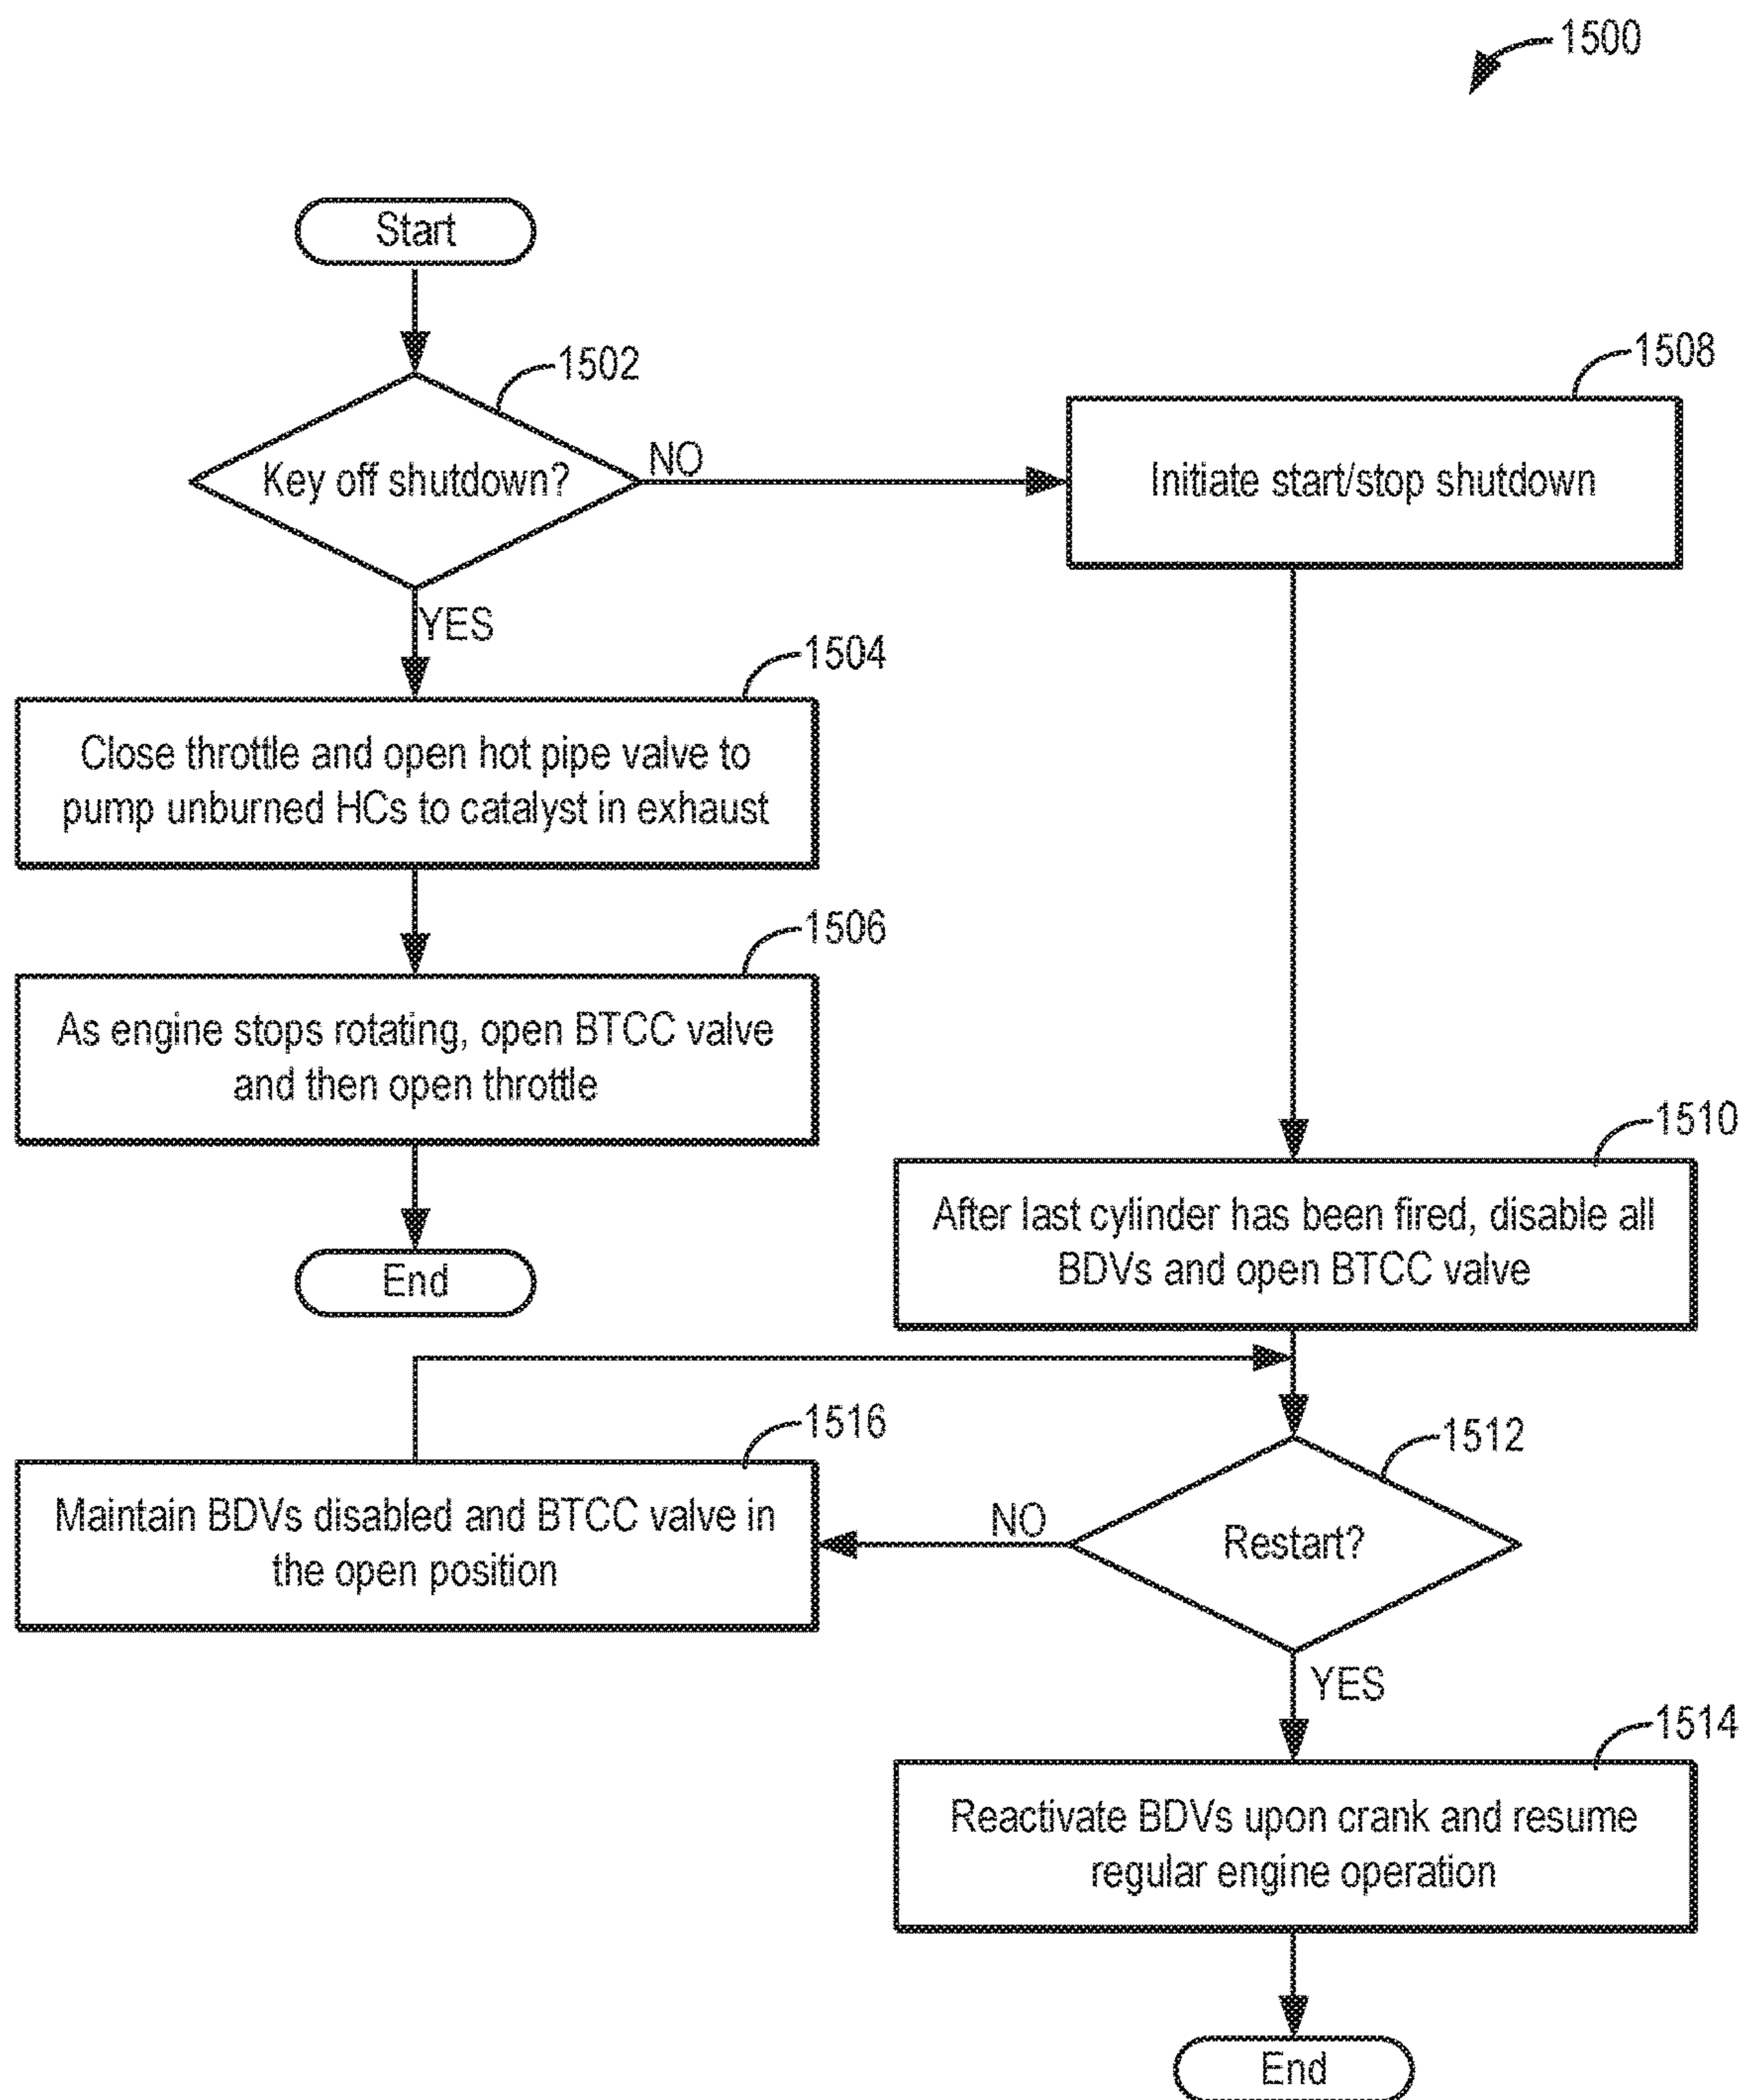 1500
Start
1502
Key off shutdown?
NO
1508
Initiate start/stop shutdown
YES
1504
Close throttle and open hot pipe valve to
pump unburned HCs to catalyst in exhaust
1506
As engine stops rotating, open BTCC valve
and then open throttle
End
1510
After last cylinder has been fired, disable all
BDVs and open BTCC valve
1516
Maintain BDVs disabled and BTCC valve in
the open position
NO
1512
Restart?
YES
1514
Reactivate BDVs upon crank and resume
regular engine operation
End